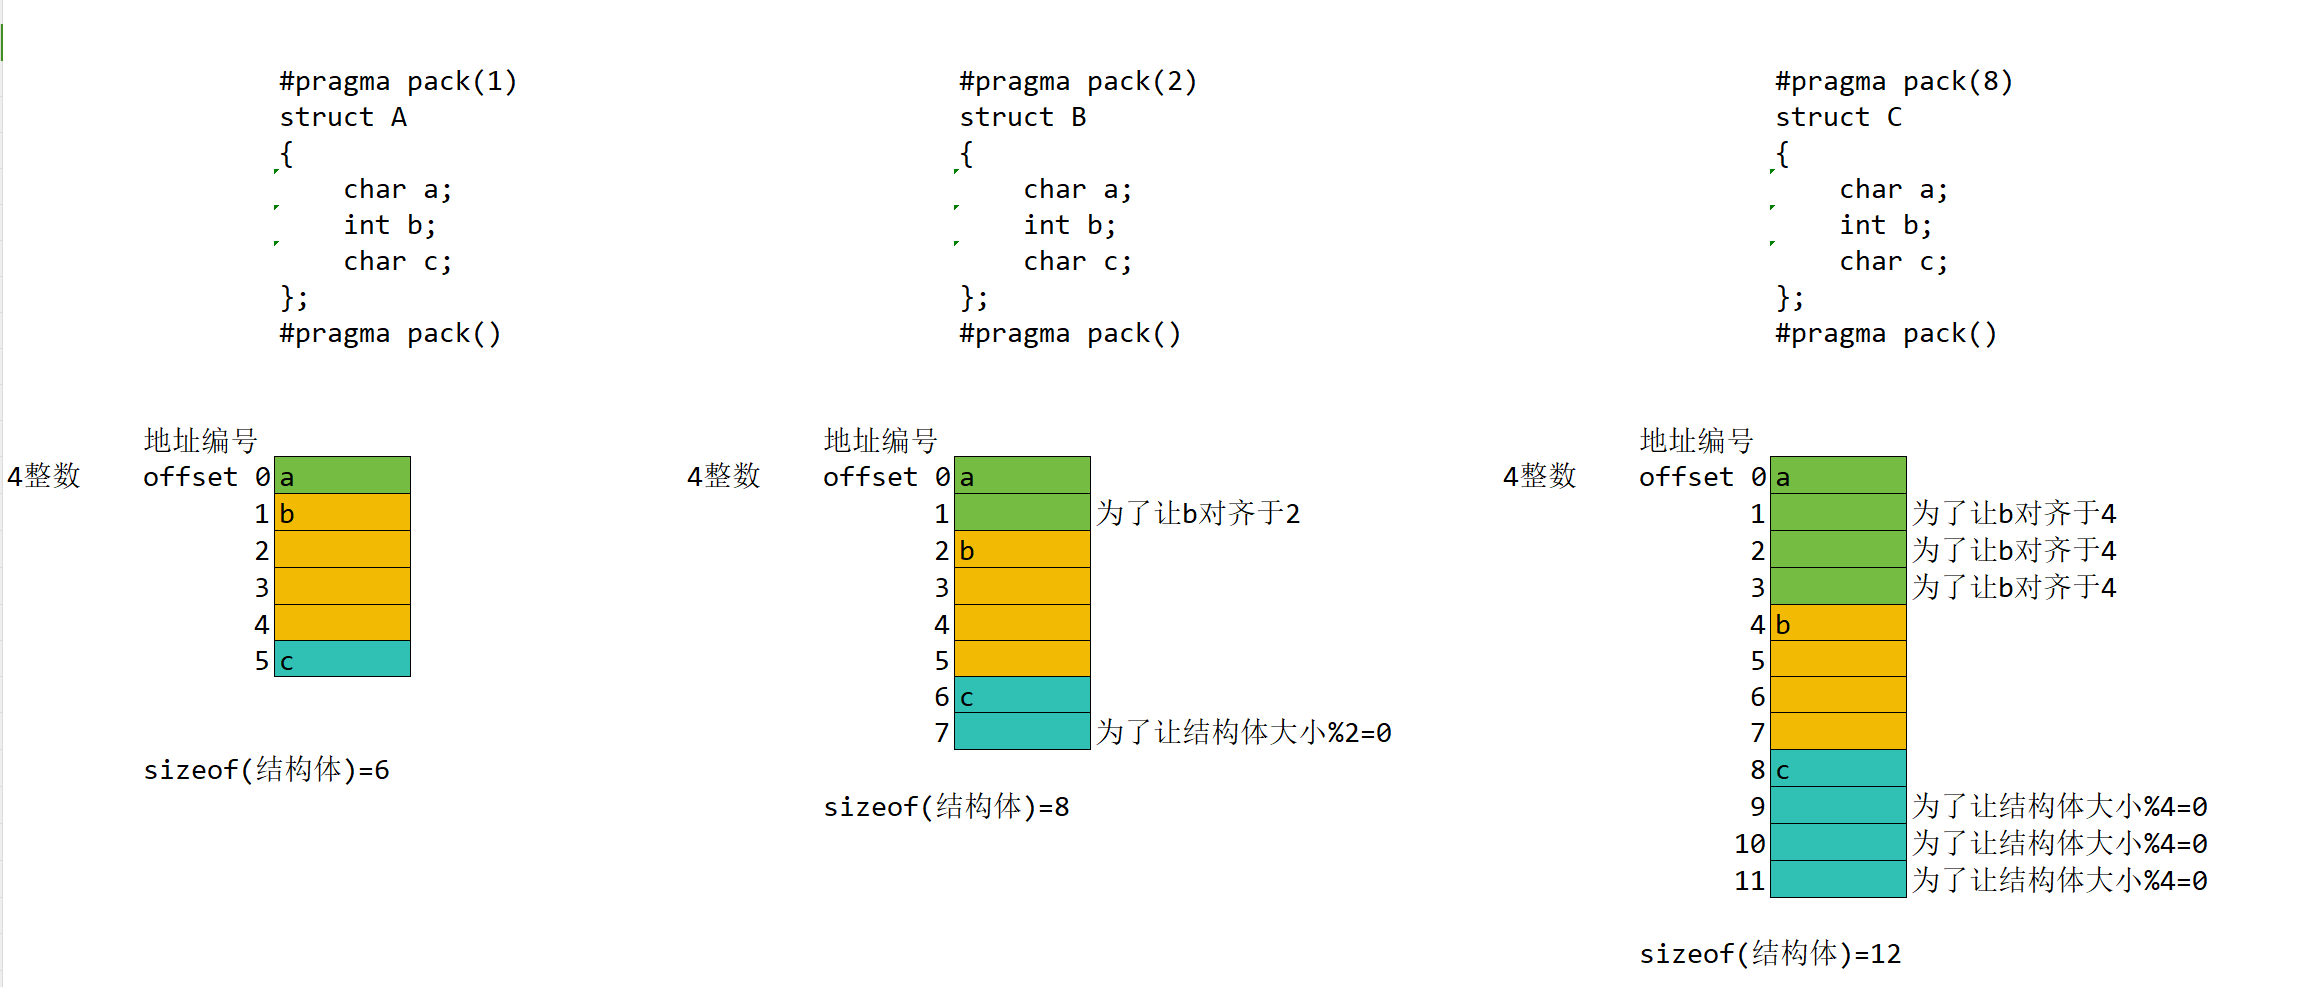 #pragma pack(1)
struct A
{
char a;
int b;
char c;
};
#pragma pack()
地址编号
4整数 offset 0 a
1 b
2
3
4
5 c
sizeof(结构体)=6
#pragma pack(2)
struct B
{
char a;
int b;
char c;
};
#pragma pack()
地址编号
4整数 offset 0 a
1 为了让b对齐于2
2 b
3
4
5
6 c
7 为了让结构体大小%2=0
sizeof(结构体)=8
#pragma pack(8)
struct C
{
char a;
int b;
char c;
};
#pragma pack()
地址编号
4整数 offset 0 a
1 为了让b对齐于4
2 为了让b对齐于4
3 为了让b对齐于4
4 b
5
6
7
8 c
9 为了让结构体大小%4=0
10 为了让结构体大小%4=0
11 为了让结构体大小%4=0
sizeof(结构体)=12